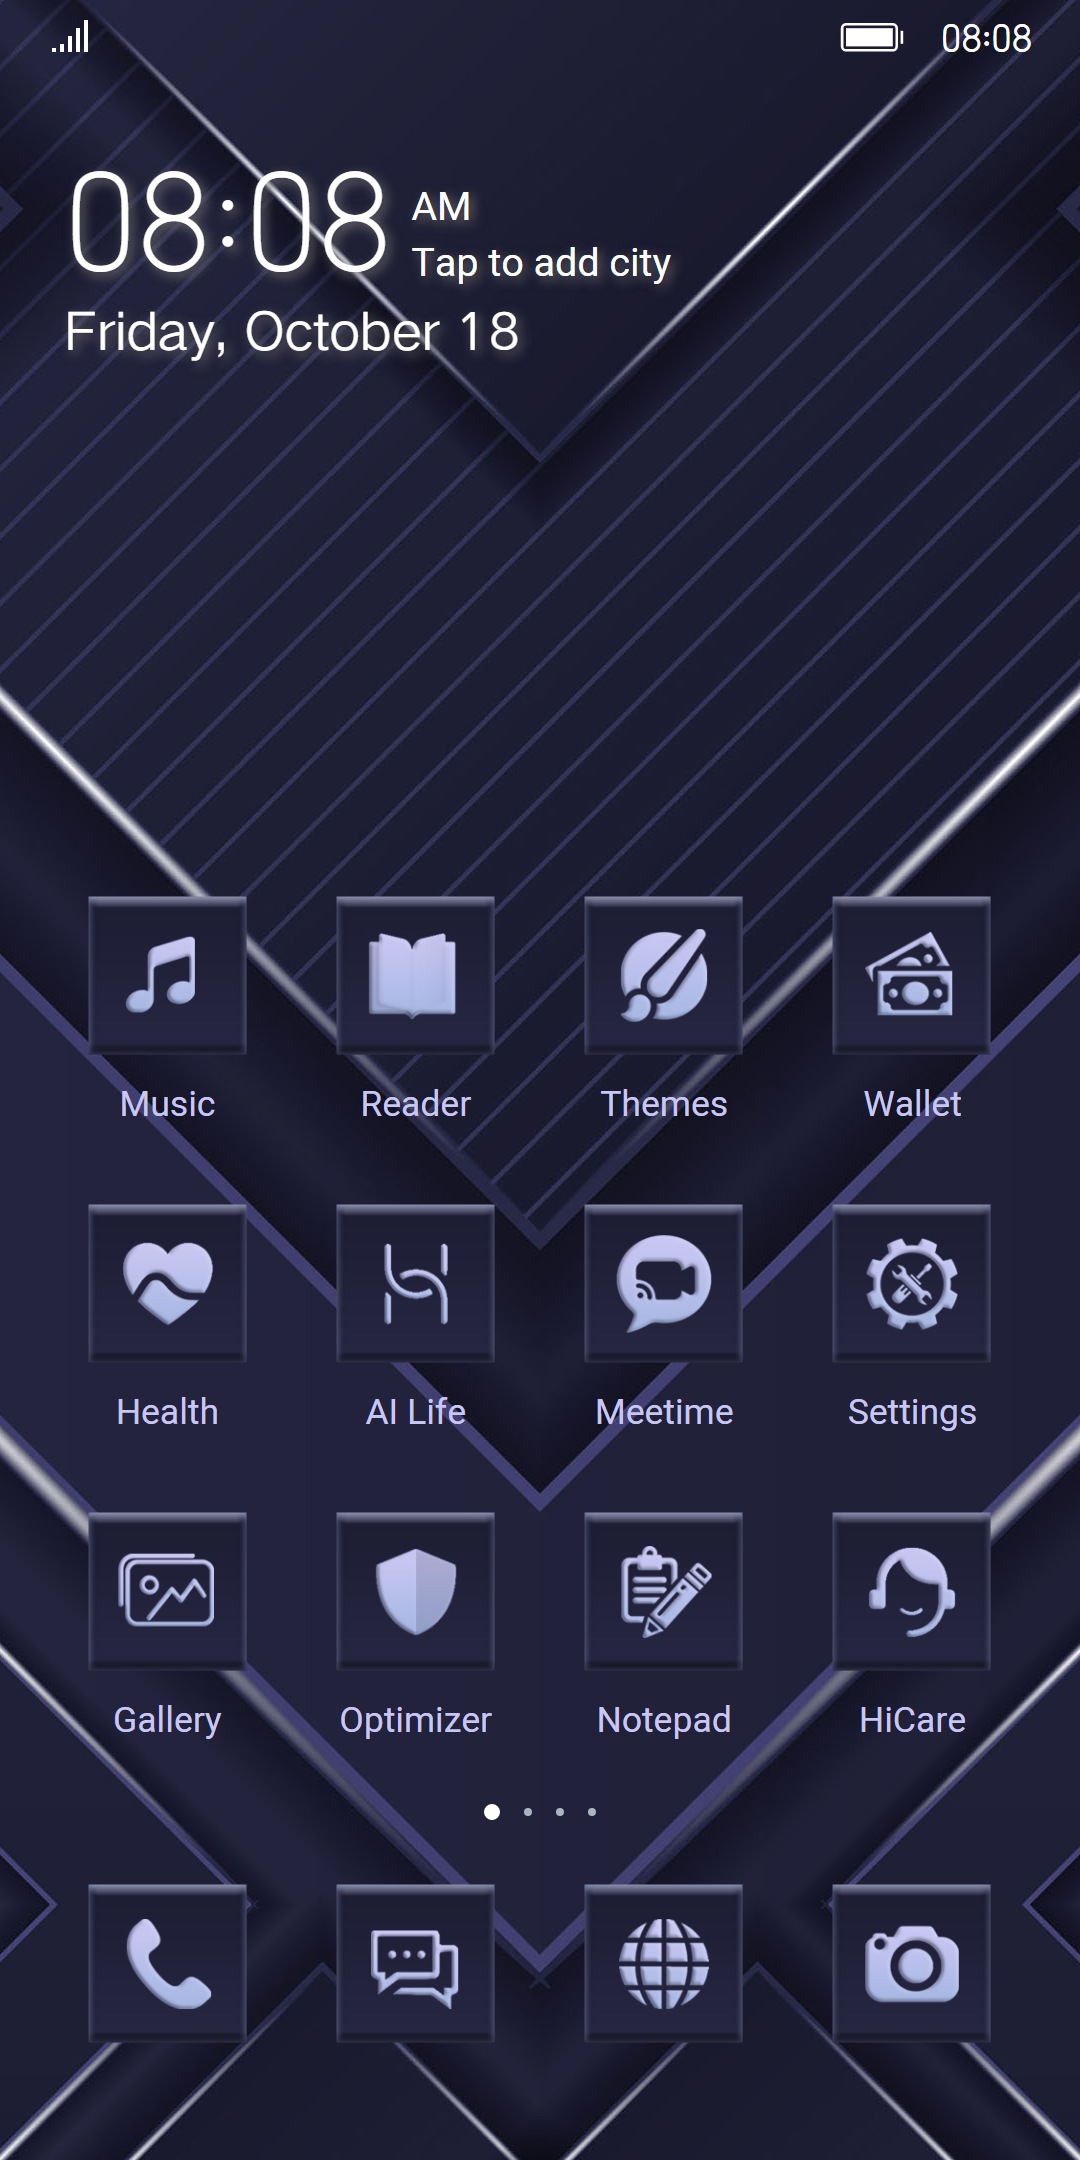 08:08
08:08 AM
Tap to add city
Friday, October 18
Music Reader Themes Wallet
Health AI Life Meetime Settings
Gallery Optimizer Notepad HiCare